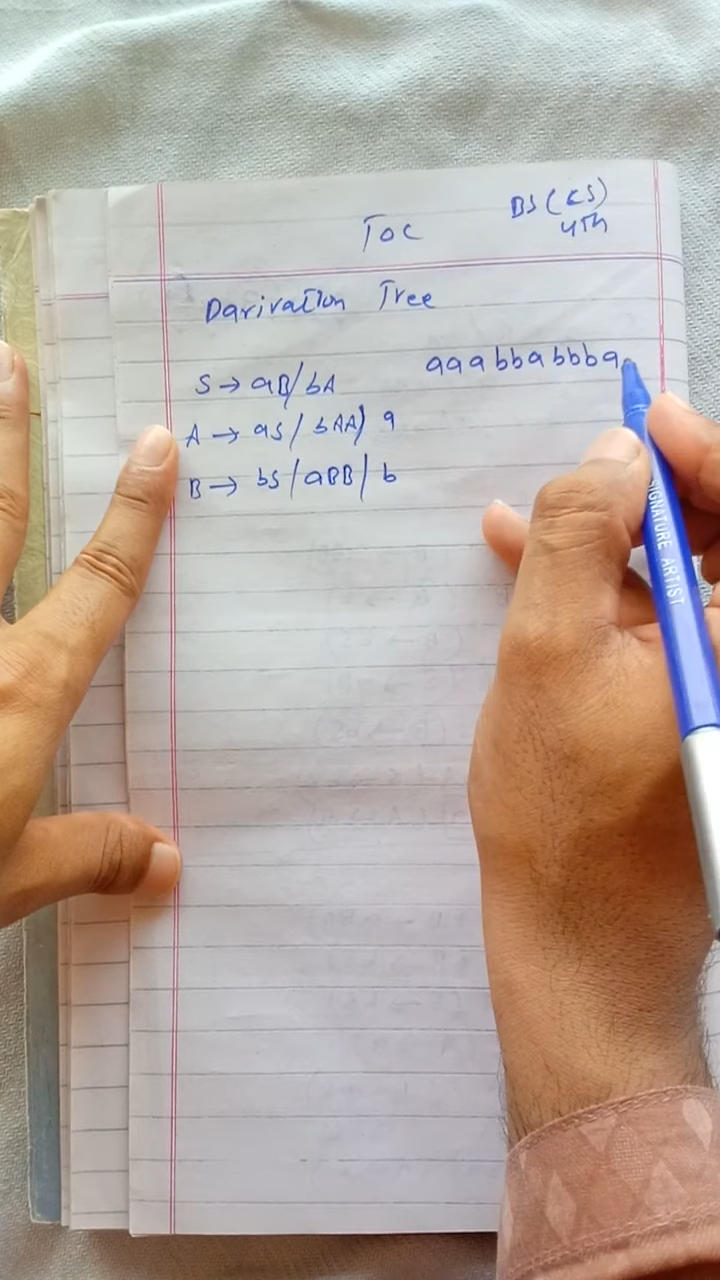 BS (CS)
TOC
4Th
Darivation Tree
S → aB/bA
aaabbabbba
A → as/bAA/a
B → bs/aBB/b
SIGNATURE ARTIST